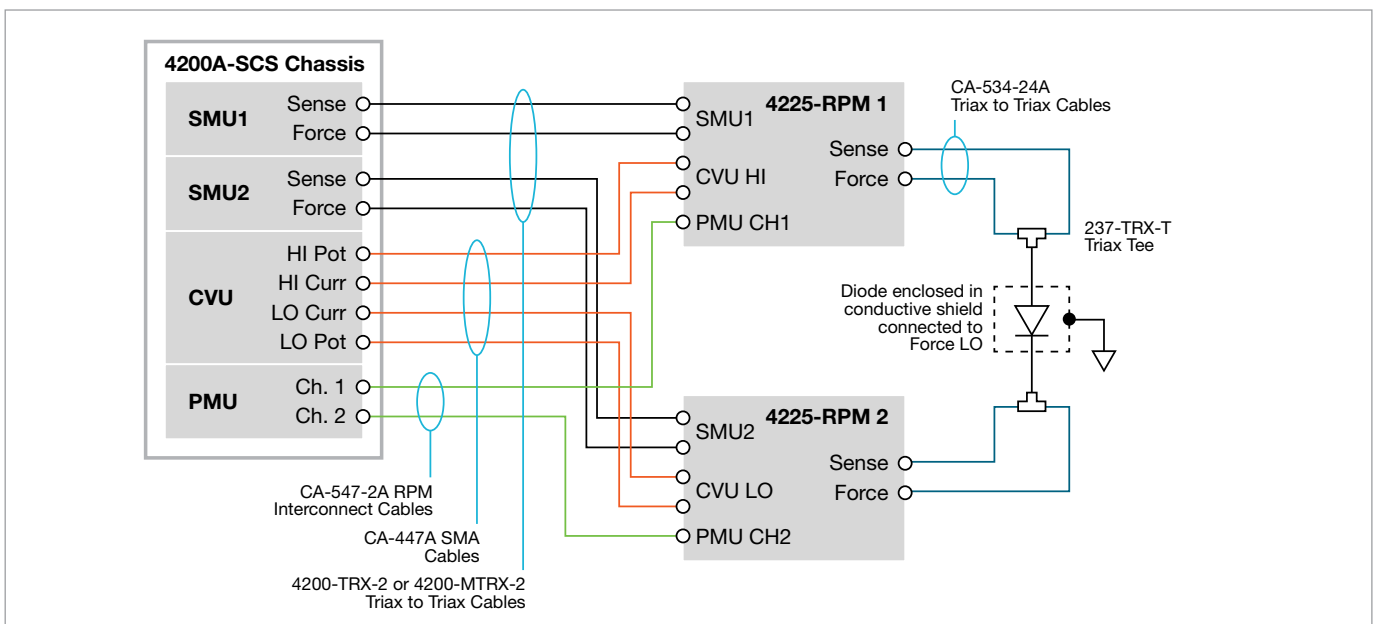 4200A-SCS Chassis
SMU1
Sense
Force
SMU2
Sense
Force
CVU
HI Pot
HI Curr
LO Curr
LO Pot
PMU
Ch. 1
Ch. 2
CA-547-2A RPM
Interconnect Cables
CA-447A SMA
Cables
4200-TRX-2 or 4200-MTRX-2
Triax to Triax Cables
4225-RPM 1
SMU1
CVU HI
PMU CH1
Sense
Force
CA-534-24A
Triax to Triax Cables
237-TRX-T
Triax Tee
Diode enclosed in
conductive shield
connected to
Force LO
4225-RPM 2
SMU2
CVU LO
PMU CH2
Sense
Force